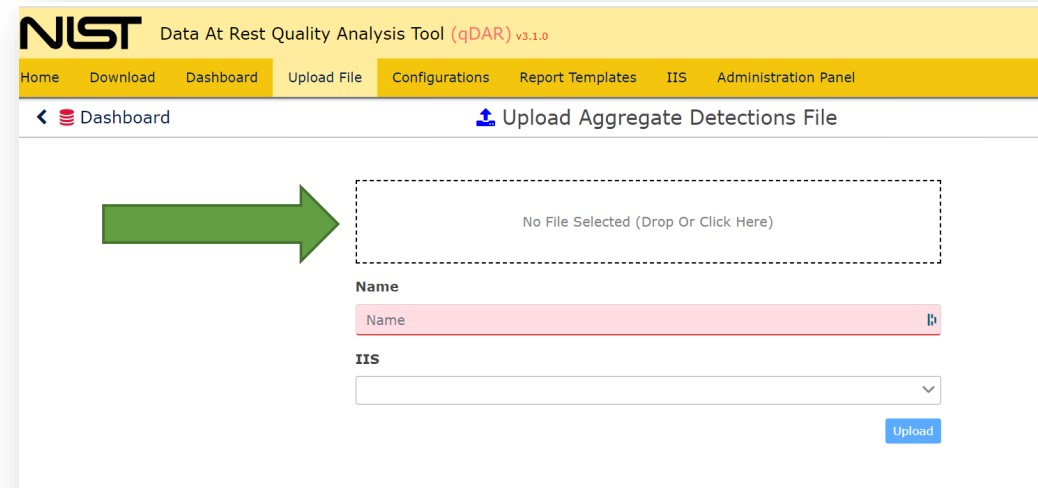 NIST Data At Rest Quality Analysis Tool (qDAR) v3.1.0
Home Download Dashboard Upload File Configurations Report Templates IIS Administration Panel
Dashboard Upload Aggregate Detections File
No File Selected (Drop Or Click Here)
Name
Name
IIS
Upload